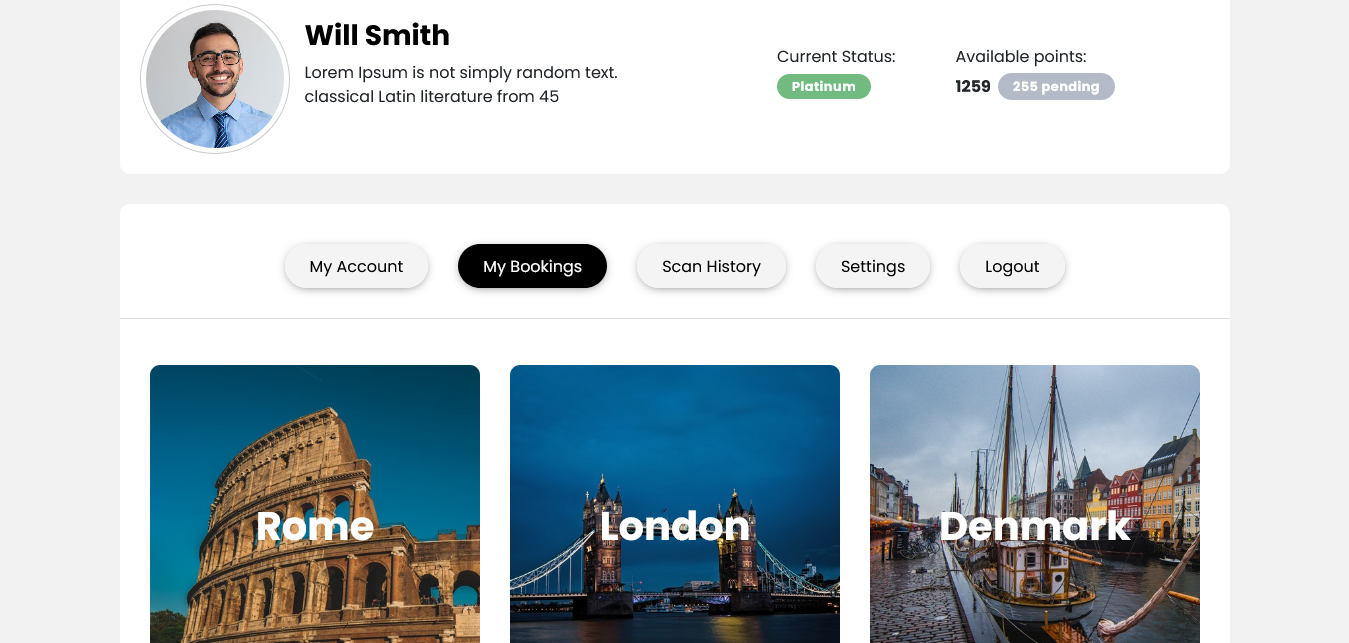 Will Smith
Lorem Ipsum is not simply random text.
classical Latin literature from 45
Current Status:
Platinum
Available points:
1259 255 pending
My Account
My Bookings
Scan History
Settings
Logout
Rome
London
Denmark